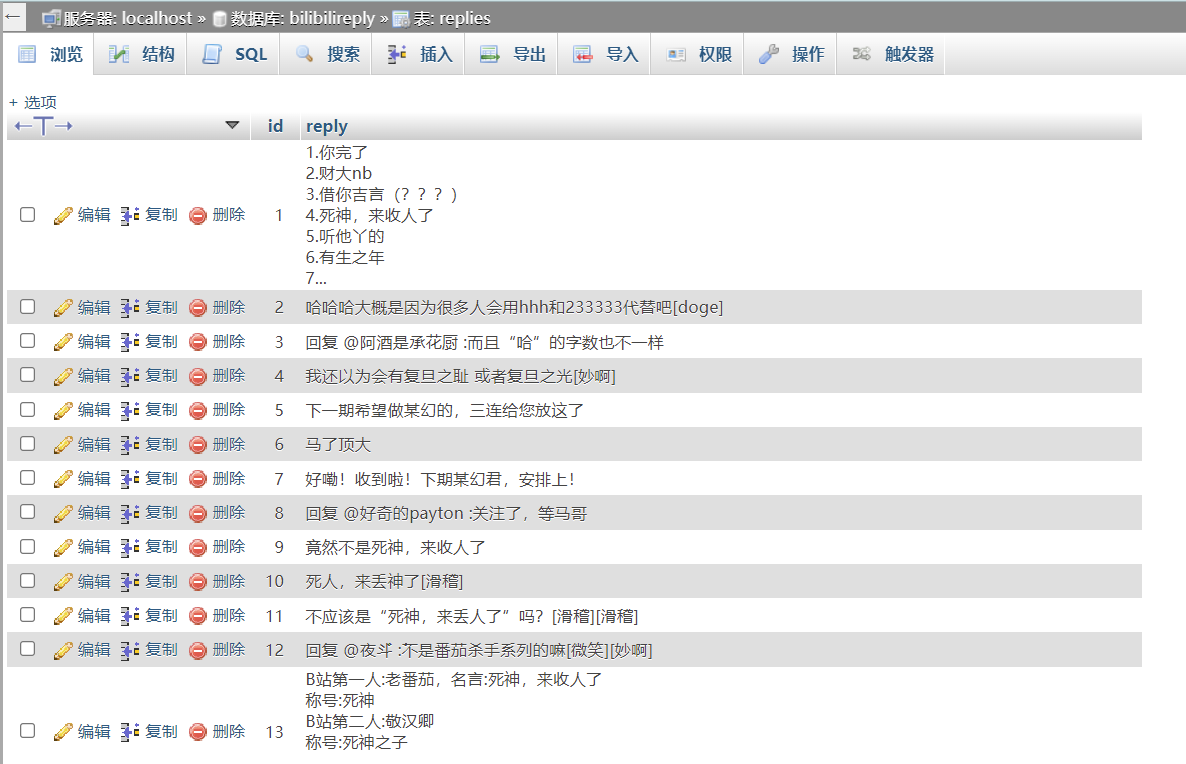 服务器: localhost » 数据库: bilibilireply » 表: replies
浏览 结构 SQL 搜索 插入 导出 导入 权限 操作 触发器
+ 选项
←T→ id reply
编辑 复制 删除 1 1.你完了
2.财大nb
3.借你吉言（？？？）
4.死神，来收人了
5.听他丫的
6.有生之年
7...
编辑 复制 删除 2 哈哈哈大概是因为很多人会用hhh和233333代替吧[doge]
编辑 复制 删除 3 回复 @阿酒是承花厨 :而且“哈”的字数也不一样
编辑 复制 删除 4 我还以为会有复旦之耻 或者复旦之光[妙啊]
编辑 复制 删除 5 下一期希望做某幻的，三连给您放这了
编辑 复制 删除 6 马了顶大
编辑 复制 删除 7 好嘞！收到啦！下期某幻君，安排上！
编辑 复制 删除 8 回复 @好奇的payton :关注了，等马哥
编辑 复制 删除 9 竟然不是死神，来收人了
编辑 复制 删除 10 死人，来丢神了[滑稽]
编辑 复制 删除 11 不应该是“死神，来丢人了”吗？[滑稽][滑稽]
编辑 复制 删除 12 回复 @夜斗 :不是番茄杀手系列的嘛[微笑][妙啊]
B站第一人:老番茄，名言:死神，来收人了
称号:死神
B站第二人:敬汉卿
编辑 复制 删除 13 称号:死神之子